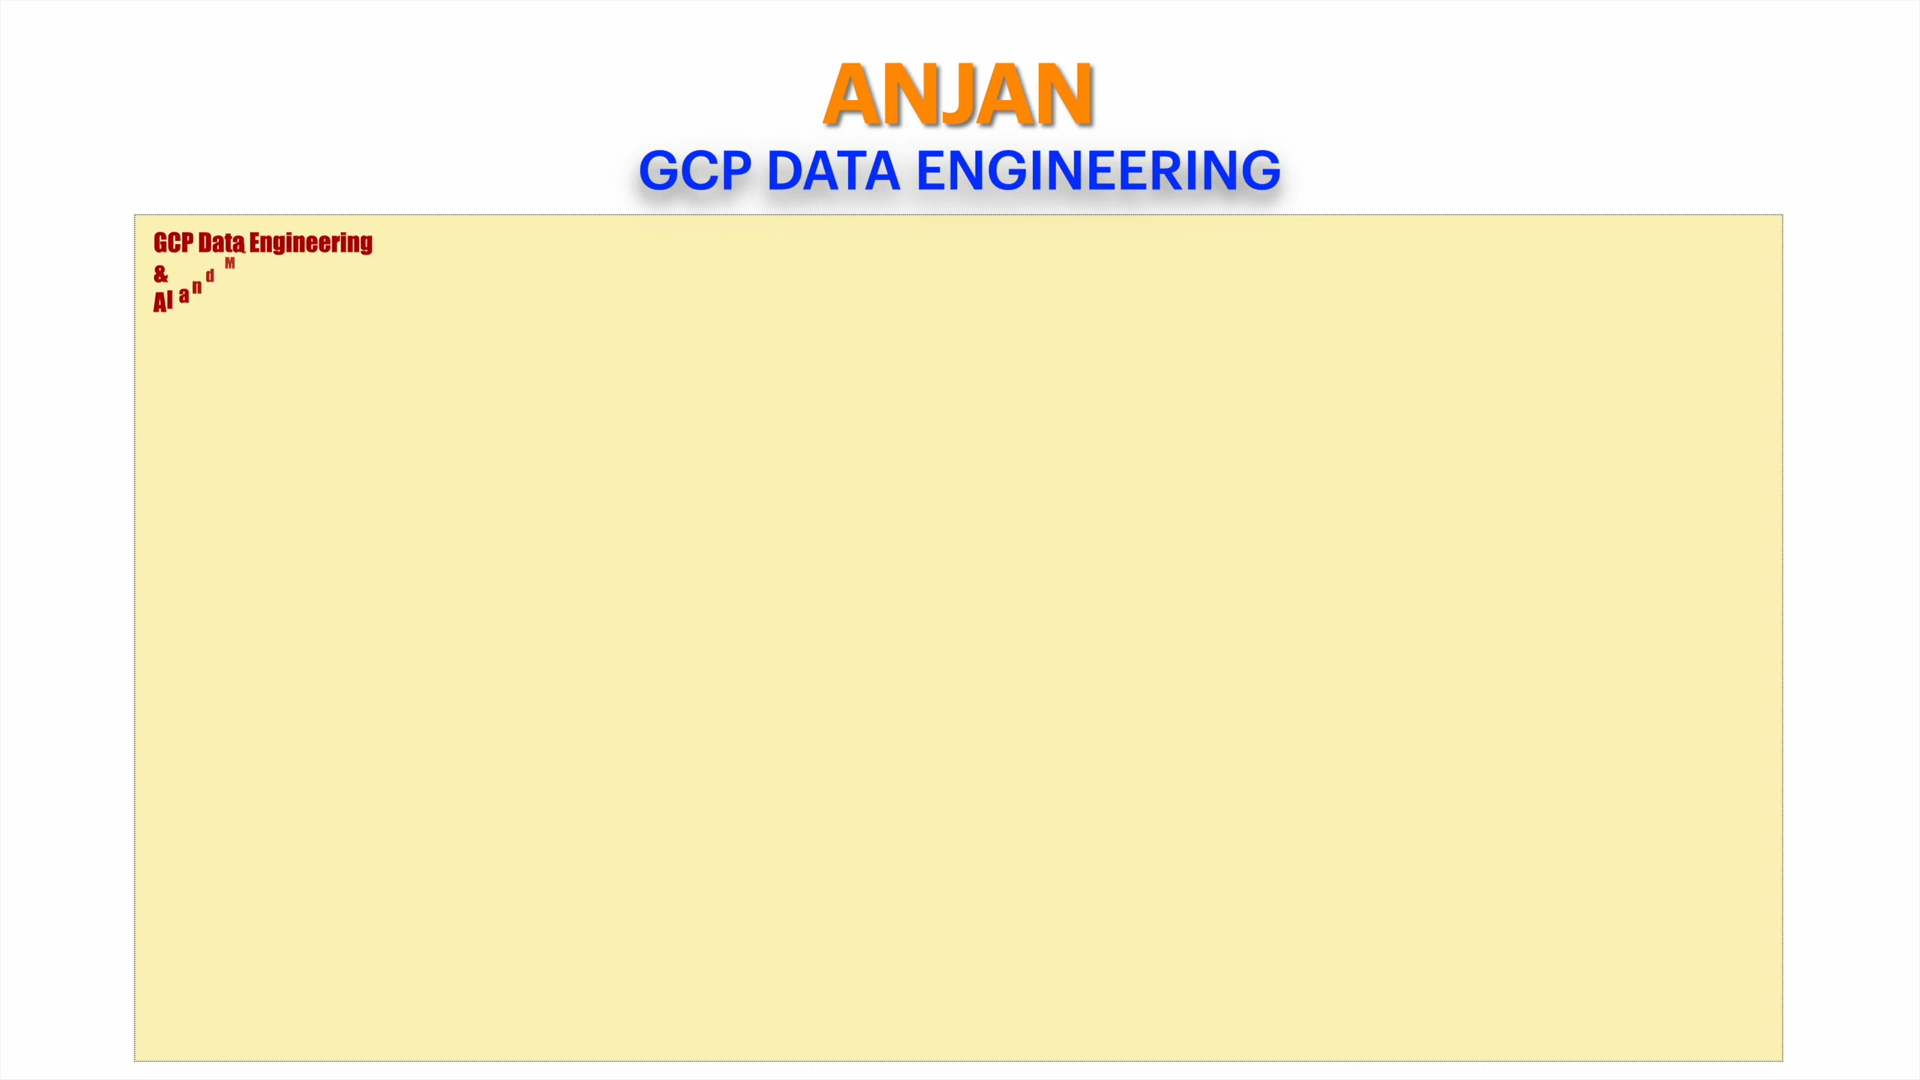 ANJAN
GCP DATA ENGINEERING
GCP Data Engineering
&
AI and M